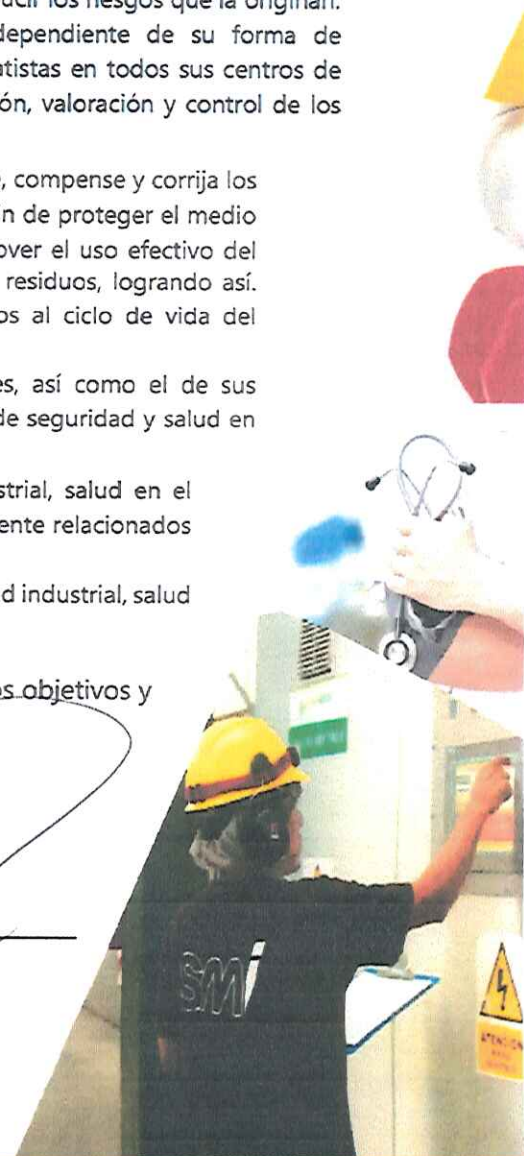 ucir los riesgos que la originan.
dependiente de su forma de
atistas en todos sus centros de
ón, valoración y control de los
, compense y corrija los
in de proteger el medio
over el uso efectivo del
residuos, logrando así.
os al ciclo de vida del
es, así como el de sus
de seguridad y salud en
strial, salud en el
ente relacionados
d industrial, salud
os objetivos y
SMi
ATENCION